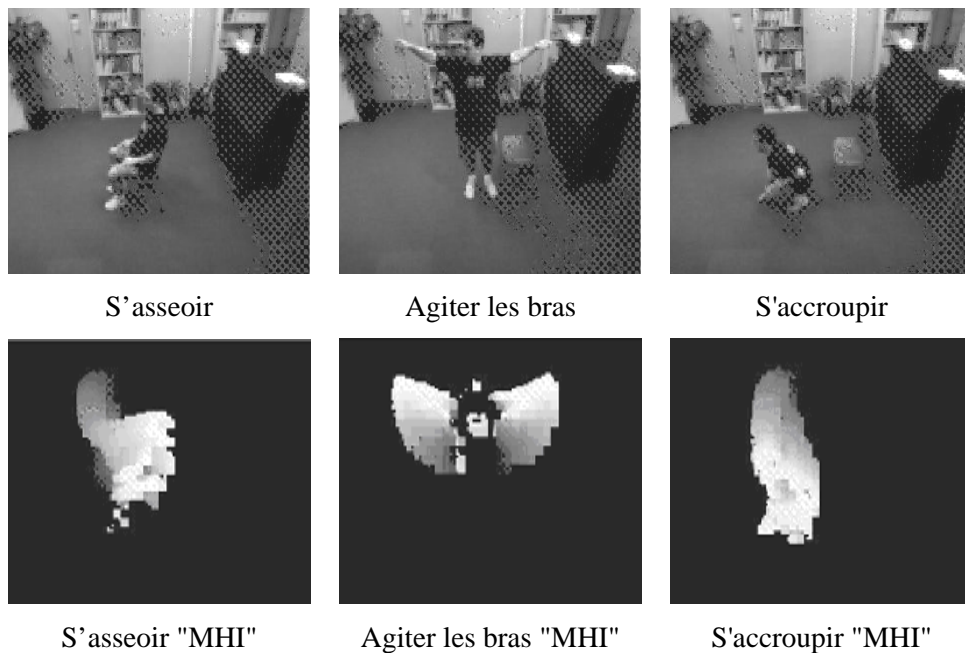 S’asseoir
Agiter les bras
S'accroupir
S’asseoir "MHI"
Agiter les bras "MHI"
S'accroupir "MHI"